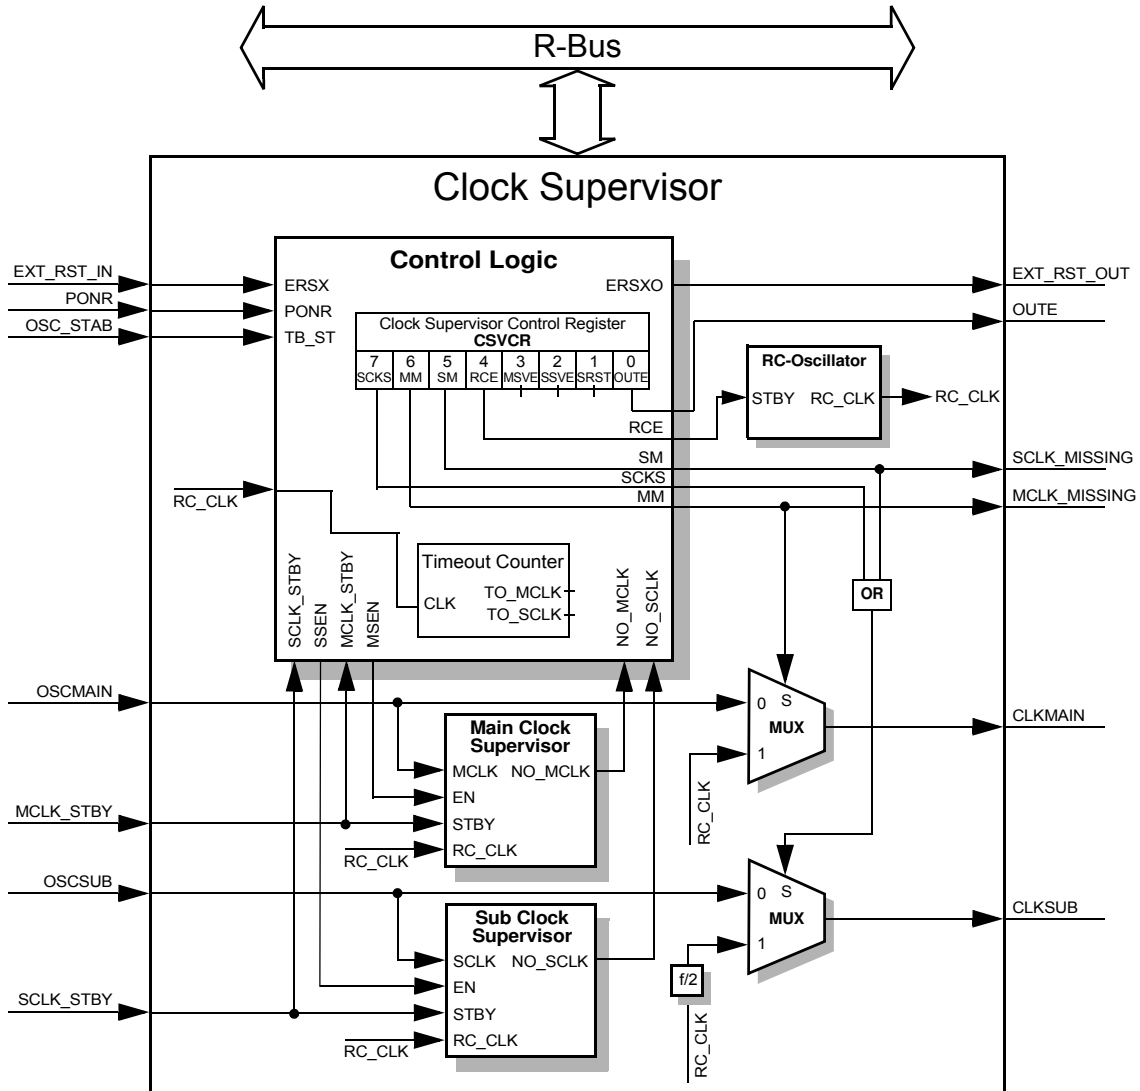 R-Bus
Clock Supervisor
Control Logic
EXT_RST_IN
ERSX
ERSXO
EXT_RST_OUT
PONR
PONR
OUTE
OSC_STAB
TB_ST
Clock Supervisor Control Register
CSVCR
7 6 5 4 3 2 1 0
SCKS MM SM RCE MSVE SSVE SRST OUTE
RC-Oscillator
STBY RC_CLK
RC_CLK
RCE
SM
SCLK_MISSING
SCKS
MM
MCLK_MISSING
RC_CLK
Timeout Counter
CLK
TO_MCLK
TO_SCLK
SCLK_STBY
SSEN
MCLK_STBY
MSEN
NO_MCLK
NO_SCLK
OR
OSCMAIN
0 S
MUX
1
CLKMAIN
RC_CLK
Main Clock
Supervisor
MCLK NO_MCLK
EN
STBY
RC_CLK
RC_CLK
MCLK_STBY
OSCSUB
0 S
MUX
1
CLKSUB
f/2
RC_CLK
Sub Clock
Supervisor
SCLK NO_SCLK
EN
STBY
RC_CLK
RC_CLK
SCLK_STBY